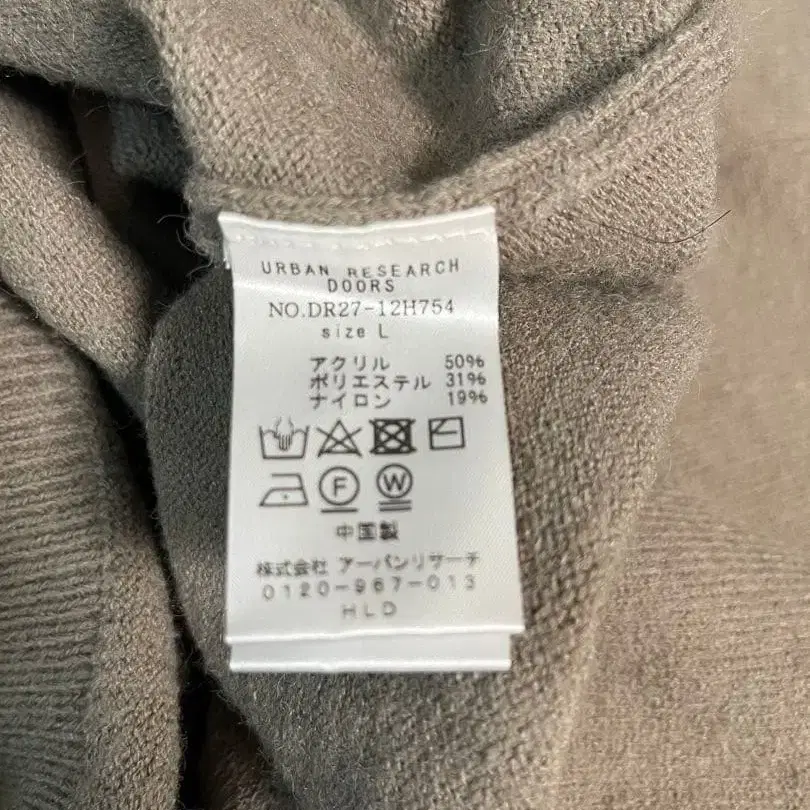 URBAN RESEARCH
DOORS
NO.DR27-12H754
size L
アクリル 50%
ポリエステル 31%
ナイロン 19%
F W
中国製
株式会社 アーバンリサーチ
0120-967-013
HLD